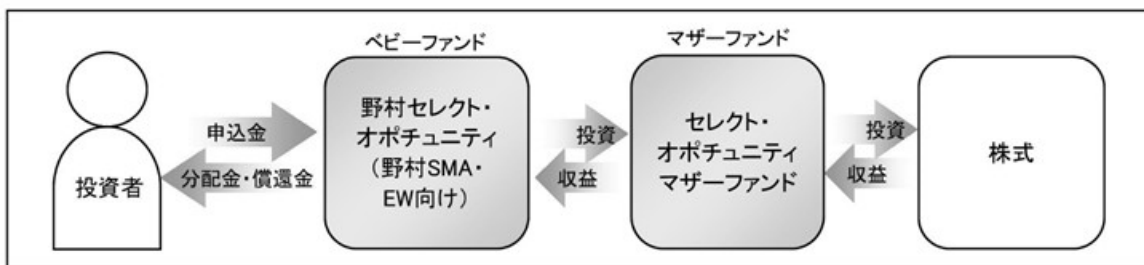 ベビーファンド
マザーファンド
投資者
申込金
分配金・償還金
野村セレクト・
オポチュニティ
（野村SMA・
EW向け）
投資
収益
セレクト・
オポチュニティ
マザーファンド
投資
収益
株式